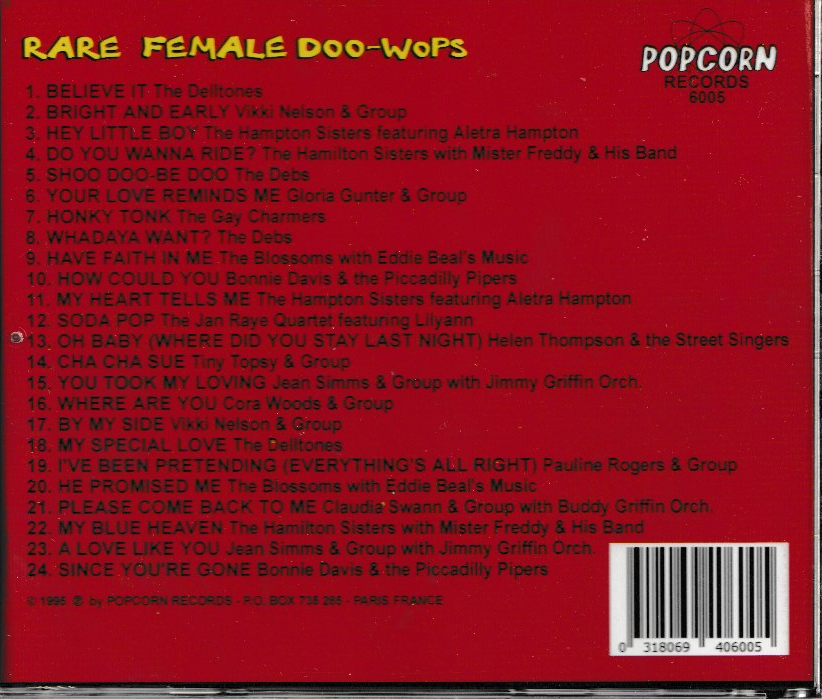 RARE FEMALE DOO-WOPS
POPCORN
RECORDS
6005
1. BELIEVE IT The Delltones
2. BRIGHT AND EARLY Vikki Nelson & Group
3. HEY LITTLE BOY The Hampton Sisters featuring Aletra Hampton
4. DO YOU WANNA RIDE? The Hamilton Sisters with Mister Freddy & His Band
5. SHOO DOO-BE DOO The Debs
6. YOUR LOVE REMINDS ME Gloria Gunter & Group
7. HONKY TONK The Gay Charmers
8. WHADAYA WANT? The Debs
9. HAVE FAITH IN ME The Blossoms with Eddie Beal's Music
10. HOW COULD YOU Bonnie Davis & the Piccadilly Pipers
11. MY HEART TELLS ME The Hampton Sisters featuring Aletra Hampton
12. SODA POP The Jan Raye Quartet featuring Lilyann
13. OH BABY (WHERE DID YOU STAY LAST NIGHT) Helen Thompson & the Street Singers
14. CHA CHA SUE Tiny Topsy & Group
15. YOU TOOK MY LOVING Jean Simms & Group with Jimmy Griffin Orch.
16. WHERE ARE YOU Cora Woods & Group
17. BY MY SIDE Vikki Nelson & Group
18. MY SPECIAL LOVE The Delltones
19. I'VE BEEN PRETENDING (EVERYTHING'S ALL RIGHT) Pauline Rogers & Group
20. HE PROMISED ME The Blossoms with Eddie Beal's Music
21. PLEASE COME BACK TO ME Claudia Swann & Group with Buddy Griffin Orch.
22. MY BLUE HEAVEN The Hamilton Sisters with Mister Freddy & His Band
23. A LOVE LIKE YOU Jean Simms & Group with Jimmy Griffin Orch.
24. SINCE YOU'RE GONE Bonnie Davis & the Piccadilly Pipers
© 1995 ℗ by POPCORN RECORDS - P.O. BOX 736 285 - PARIS FRANCE
0 318069 406005